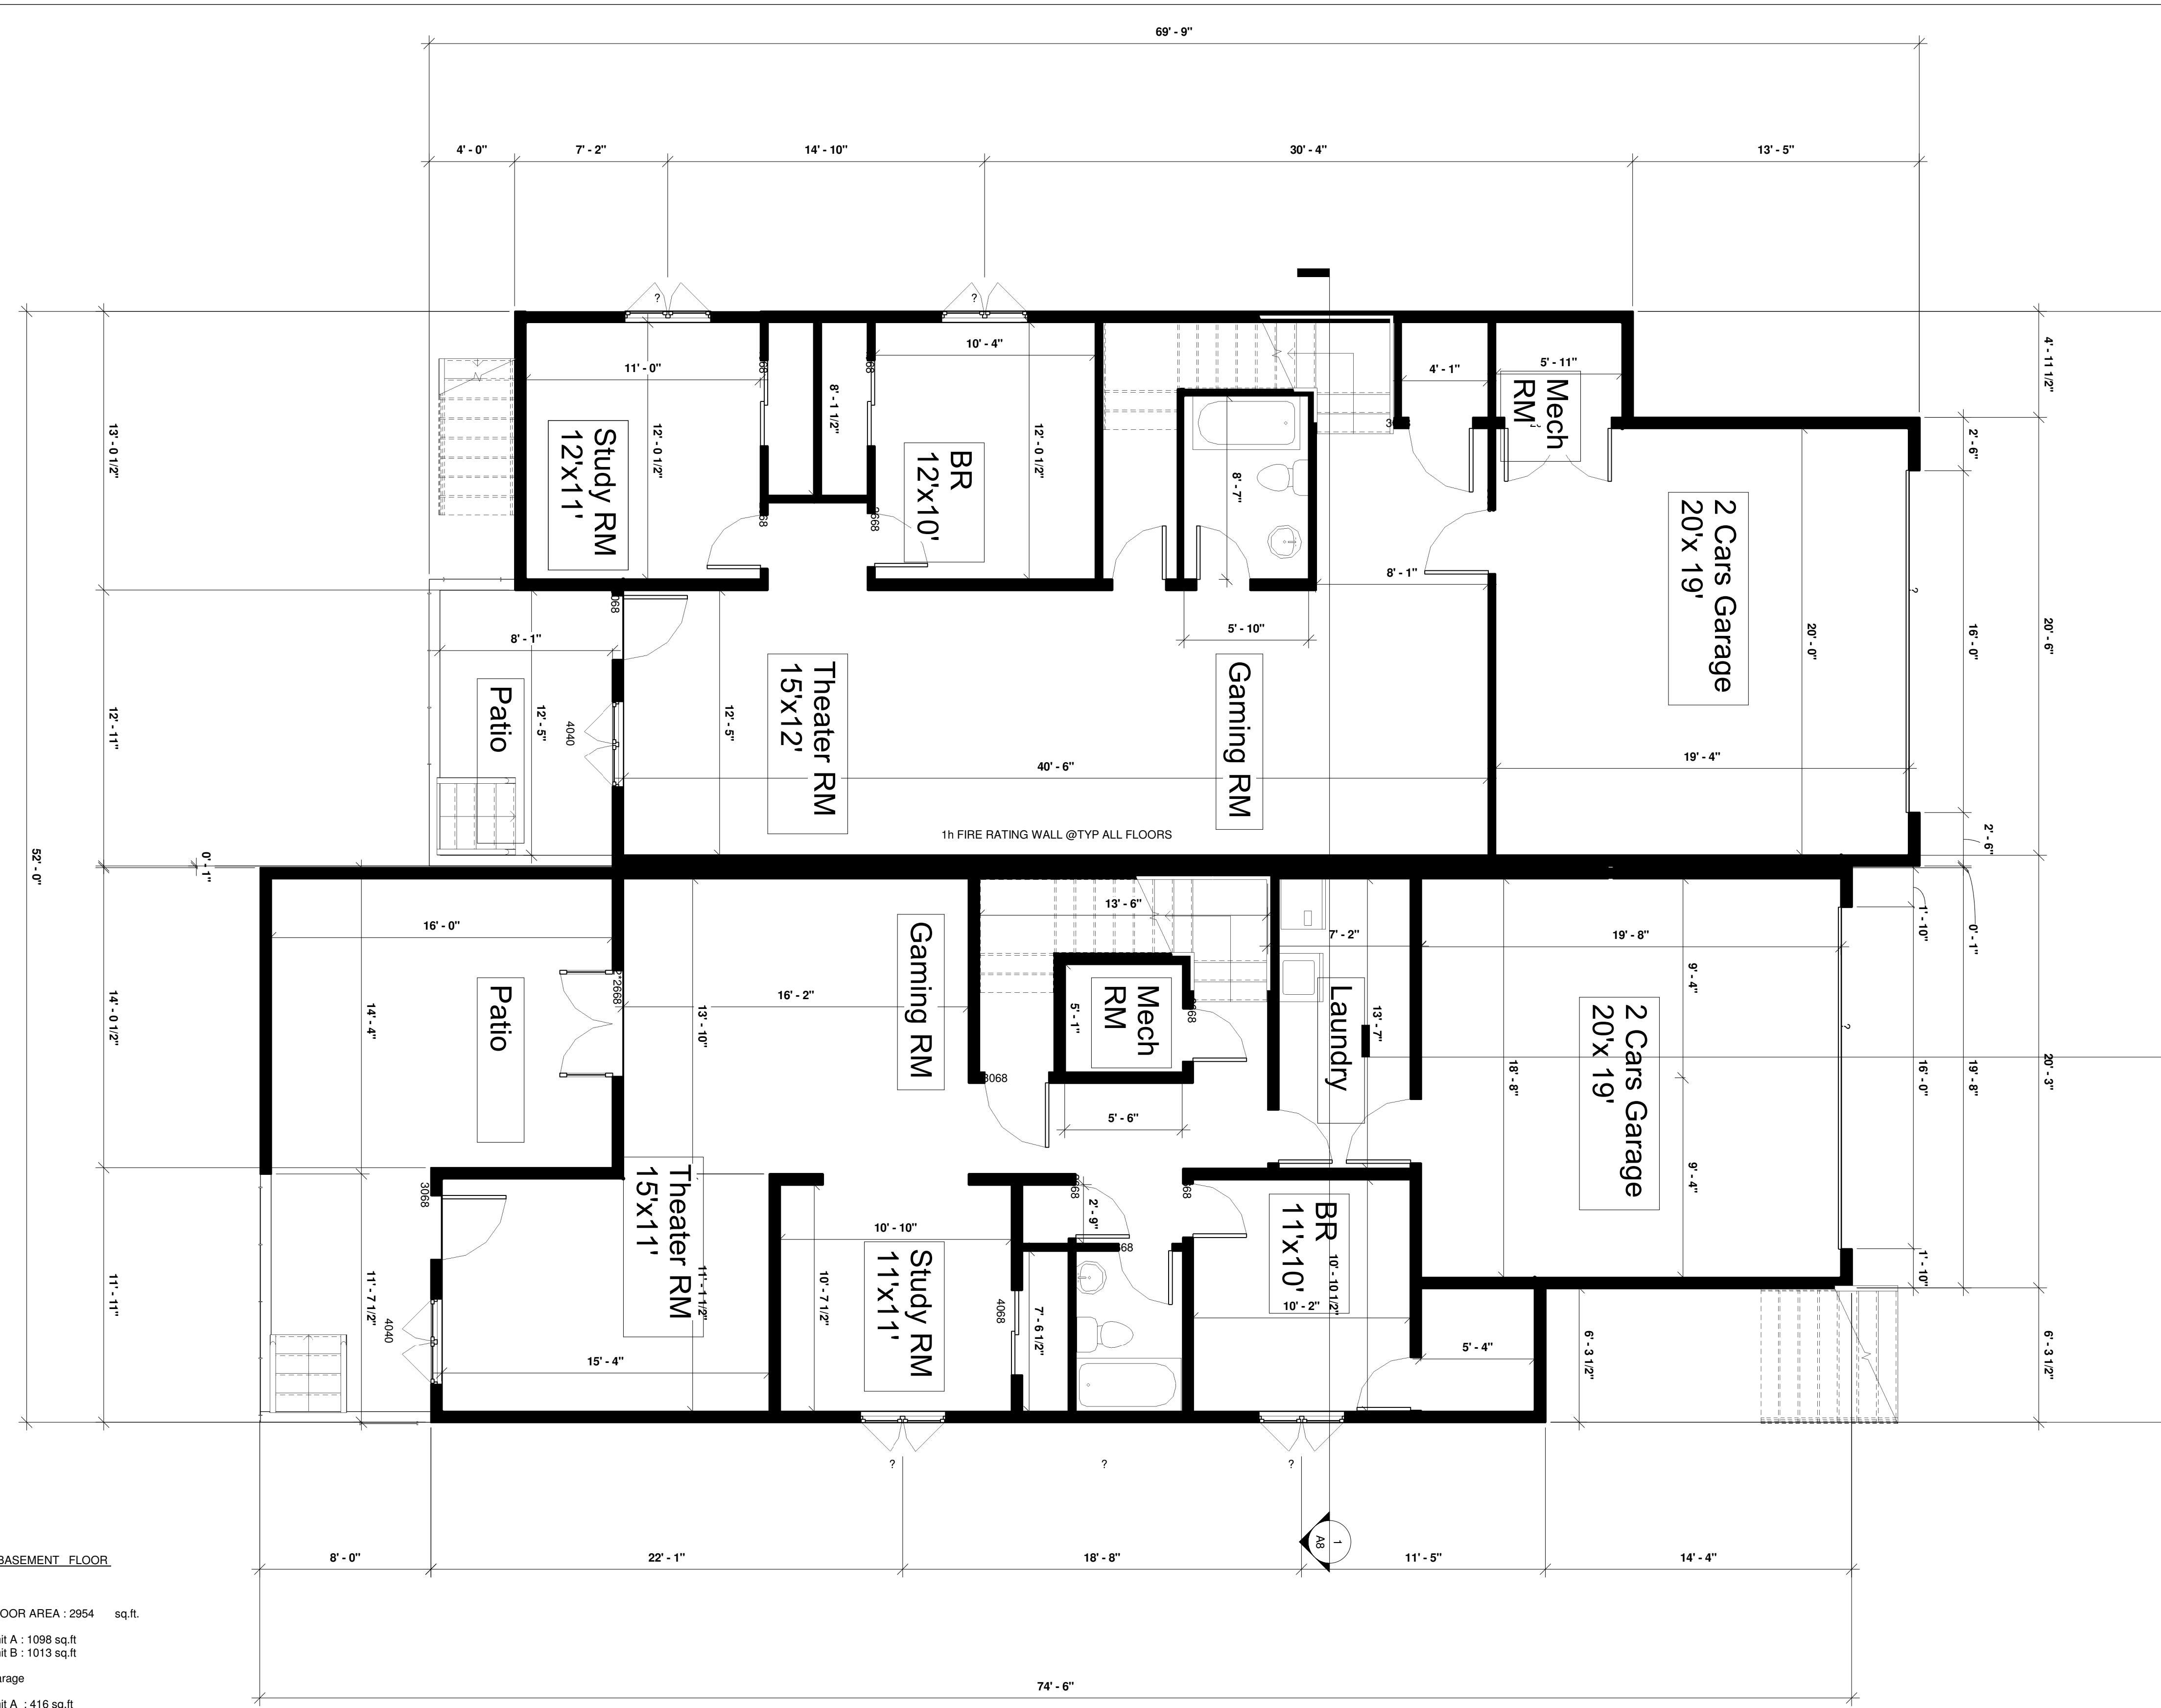 69' - 9"
4' - 0"
7' - 2"
14' - 10"
30' - 4"
13' - 5"
?
?
4' - 11 1/2"
10' - 4"
11' - 0"
8' - 1 1/2"
4' - 1"
5' - 11"
Mech
RM
2' - 6"
13' - 0 1/2"
12' - 0 1/2"
Study RM
12'x11'
BR
12'x10'
12' - 0 1/2"
8' - 7"
2668
2 Cars Garage
20'x 19'
?
20' - 0"
16' - 0"
20' - 6"
8' - 1"
5' - 10"
8' - 1"
Patio
12' - 5"
4040
12' - 5"
Theater RM
15'x12'
Gaming RM
40' - 6"
19' - 4"
12' - 11"
1h FIRE RATING WALL @TYP ALL FLOORS
2' - 6"
52' - 0"
0' - 1"
16' - 0"
13' - 6"
7' - 2"
19' - 8"
1' - 10"
0' - 1"
14' - 0 1/2"
14' - 4"
Patio
2*2668
16' - 2"
13' - 10"
Gaming RM
5' - 1"
Mech
RM
Laundry
13' - 7"
18' - 8"
9' - 4"
2 Cars Garage
20'x 19'
9' - 4"
?
16' - 0"
19' - 8"
20' - 3"
3068
5' - 6"
3068
Theater RM
15'x11'
11' - 1 1/2"
10' - 10"
10' - 7 1/2"
Study RM
11'x11'
2' - 9"
4068
7' - 6 1/2"
BR
11'x10'
10' - 10 1/2"
10' - 2"
1' - 10"
11' - 11"
11' - 7 1/2"
4040
15' - 4"
5' - 4"
6' - 3 1/2"
6' - 3 1/2"
?
?
?
1
A8
8' - 0"
22' - 1"
18' - 8"
11' - 5"
14' - 4"
BASEMENT FLOOR
OOR AREA : 2954 sq.ft.
it A : 1098 sq.ft
it B : 1013 sq.ft
arage
it A : 416 sq.ft
74' - 6"